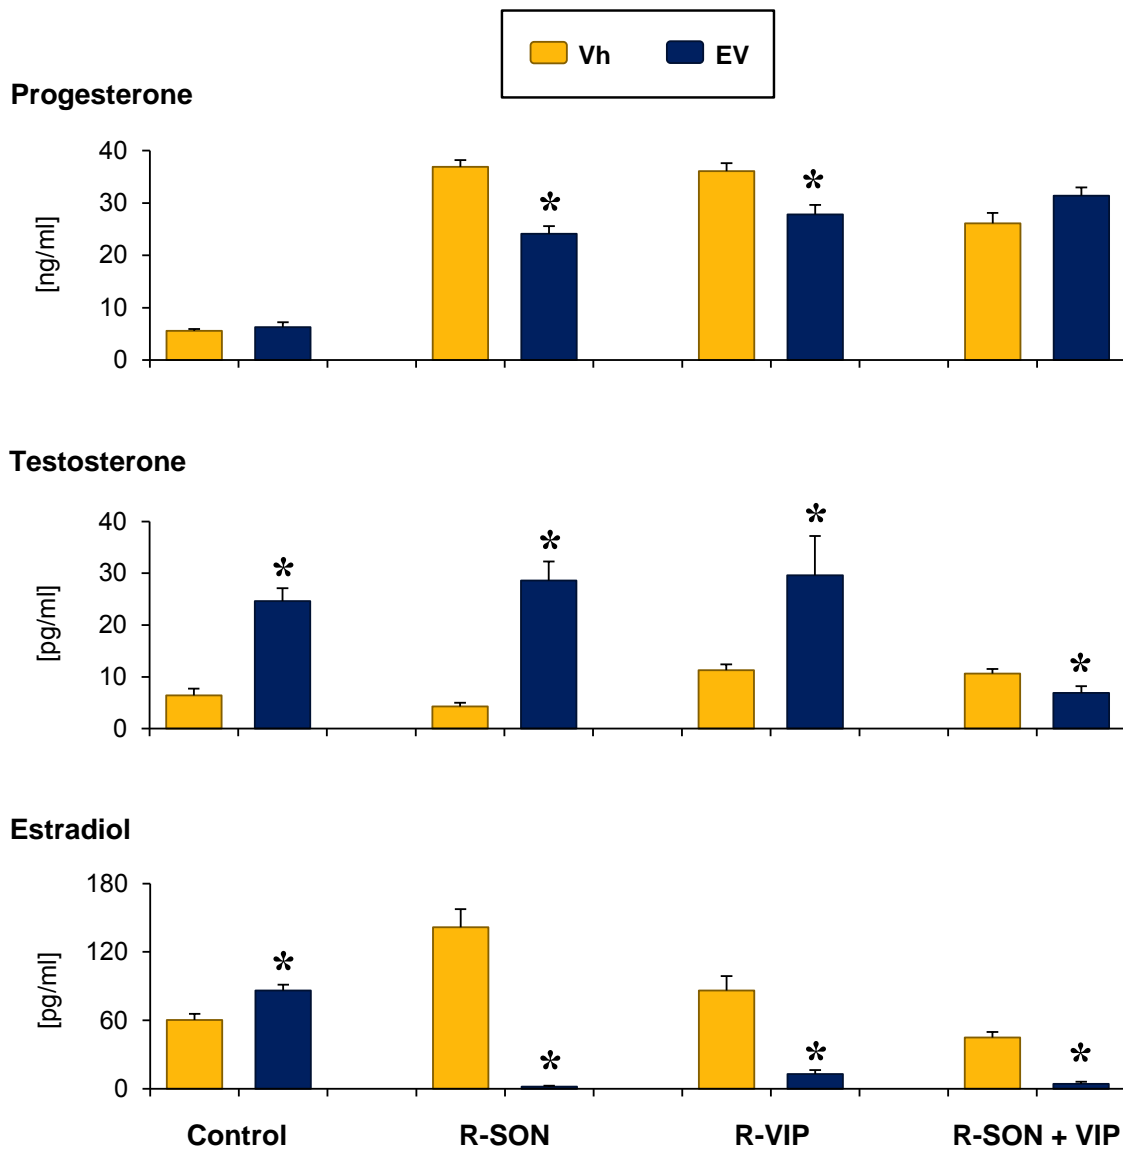 Vh EV
Progesterone
40
30
20
10
0
[ng/ml]
* *
Testosterone
40
30
20
10
0
[pg/ml]
* * * *
Estradiol
180
120
60
0
[pg/ml]
* * * *
Control R-SON R-VIP R-SON + VIP